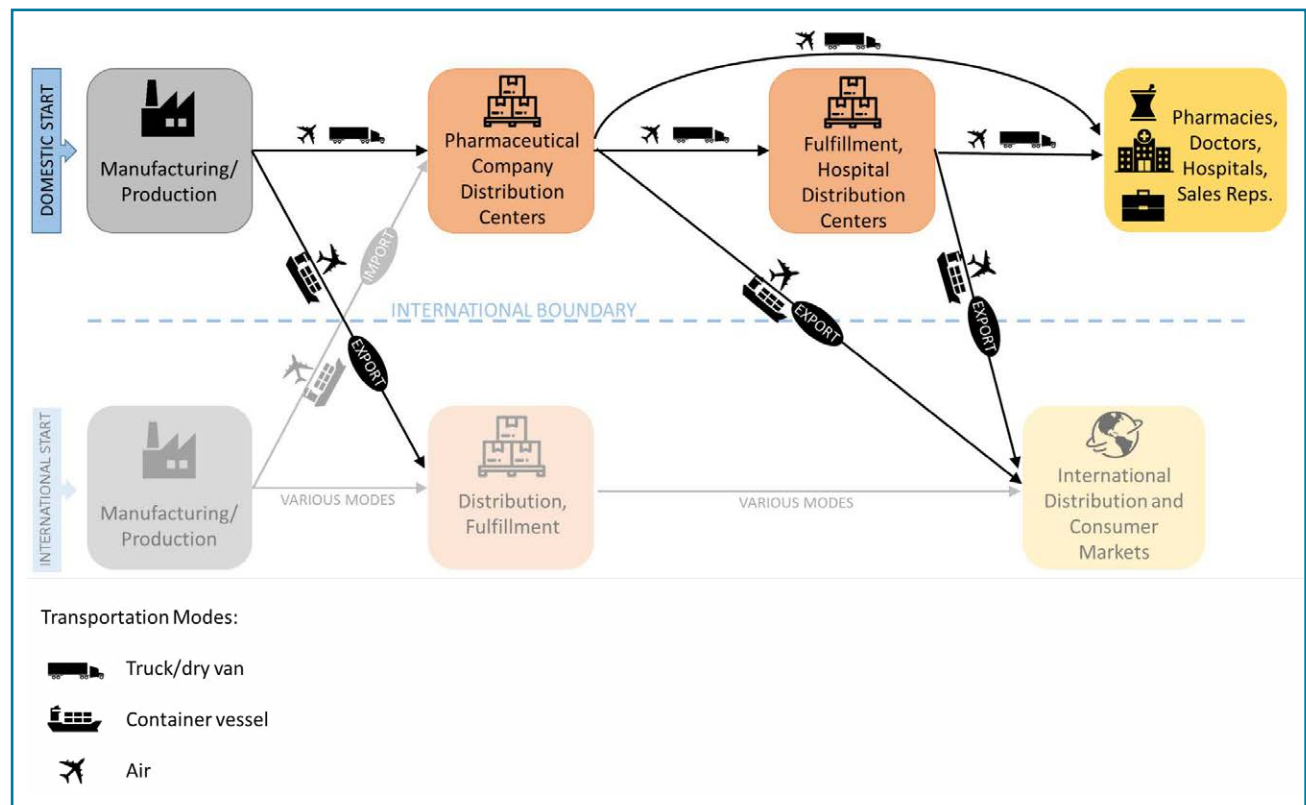 DOMESTIC START
Manufacturing/
Production
Pharmaceutical
Company
Distribution
Centers
Fulfillment,
Hospital
Distribution
Centers
Pharmacies,
Doctors,
Hospitals,
Sales Reps.
IMPORT
INTERNATIONAL BOUNDARY
EXPORT
EXPORT
EXPORT
INTERNATIONAL START
Manufacturing/
Production
VARIOUS MODES
Distribution,
Fulfillment
VARIOUS MODES
International
Distribution and
Consumer
Markets
Transportation Modes:
Truck/dry van
Container vessel
Air